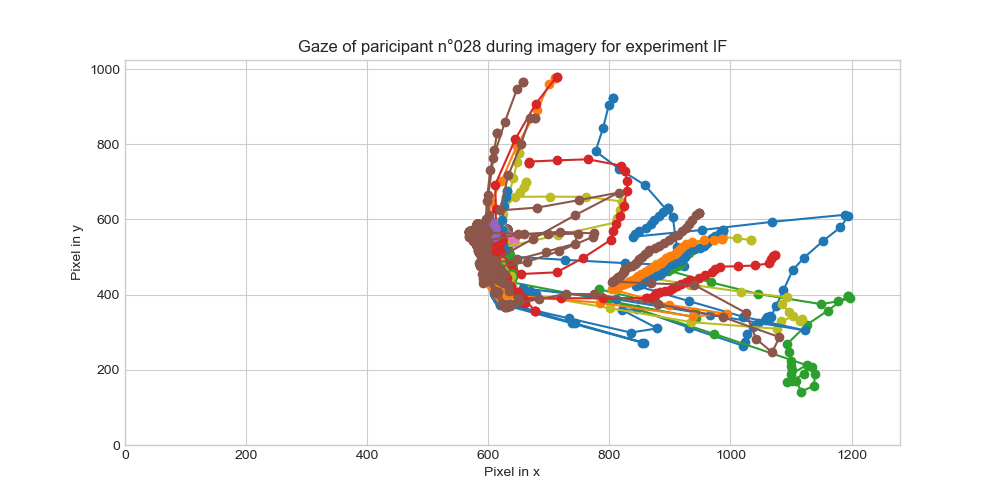 Gaze of paricipant n°028 during imagery for experiment IF
1000
800
600
400
200
0
0 200 400 600 800 1000 1200
Pixel in y
Pixel in x